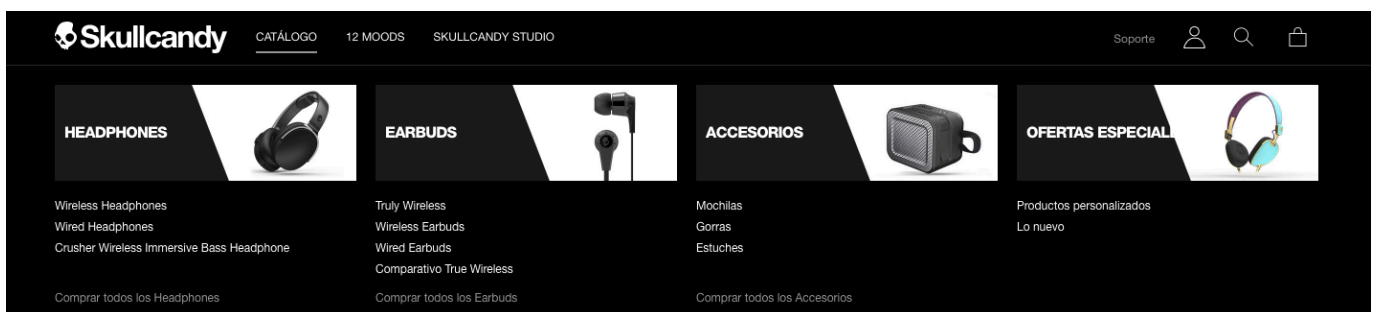 Skullcandy CATÁLOGO 12 MOODS SKULLCANDY STUDIO Soporte
HEADPHONES
Wireless Headphones
Wired Headphones
Crusher Wireless Immersive Bass Headphone
Comprar todos los Headphones
EARBUDS
Truly Wireless
Wireless Earbuds
Wired Earbuds
Comparativo True Wireless
Comprar todos los Earbuds
ACCESORIOS
Mochilas
Gorras
Estuches
Comprar todos los Accesorios
OFERTAS ESPECIAL
Productos personalizados
Lo nuevo